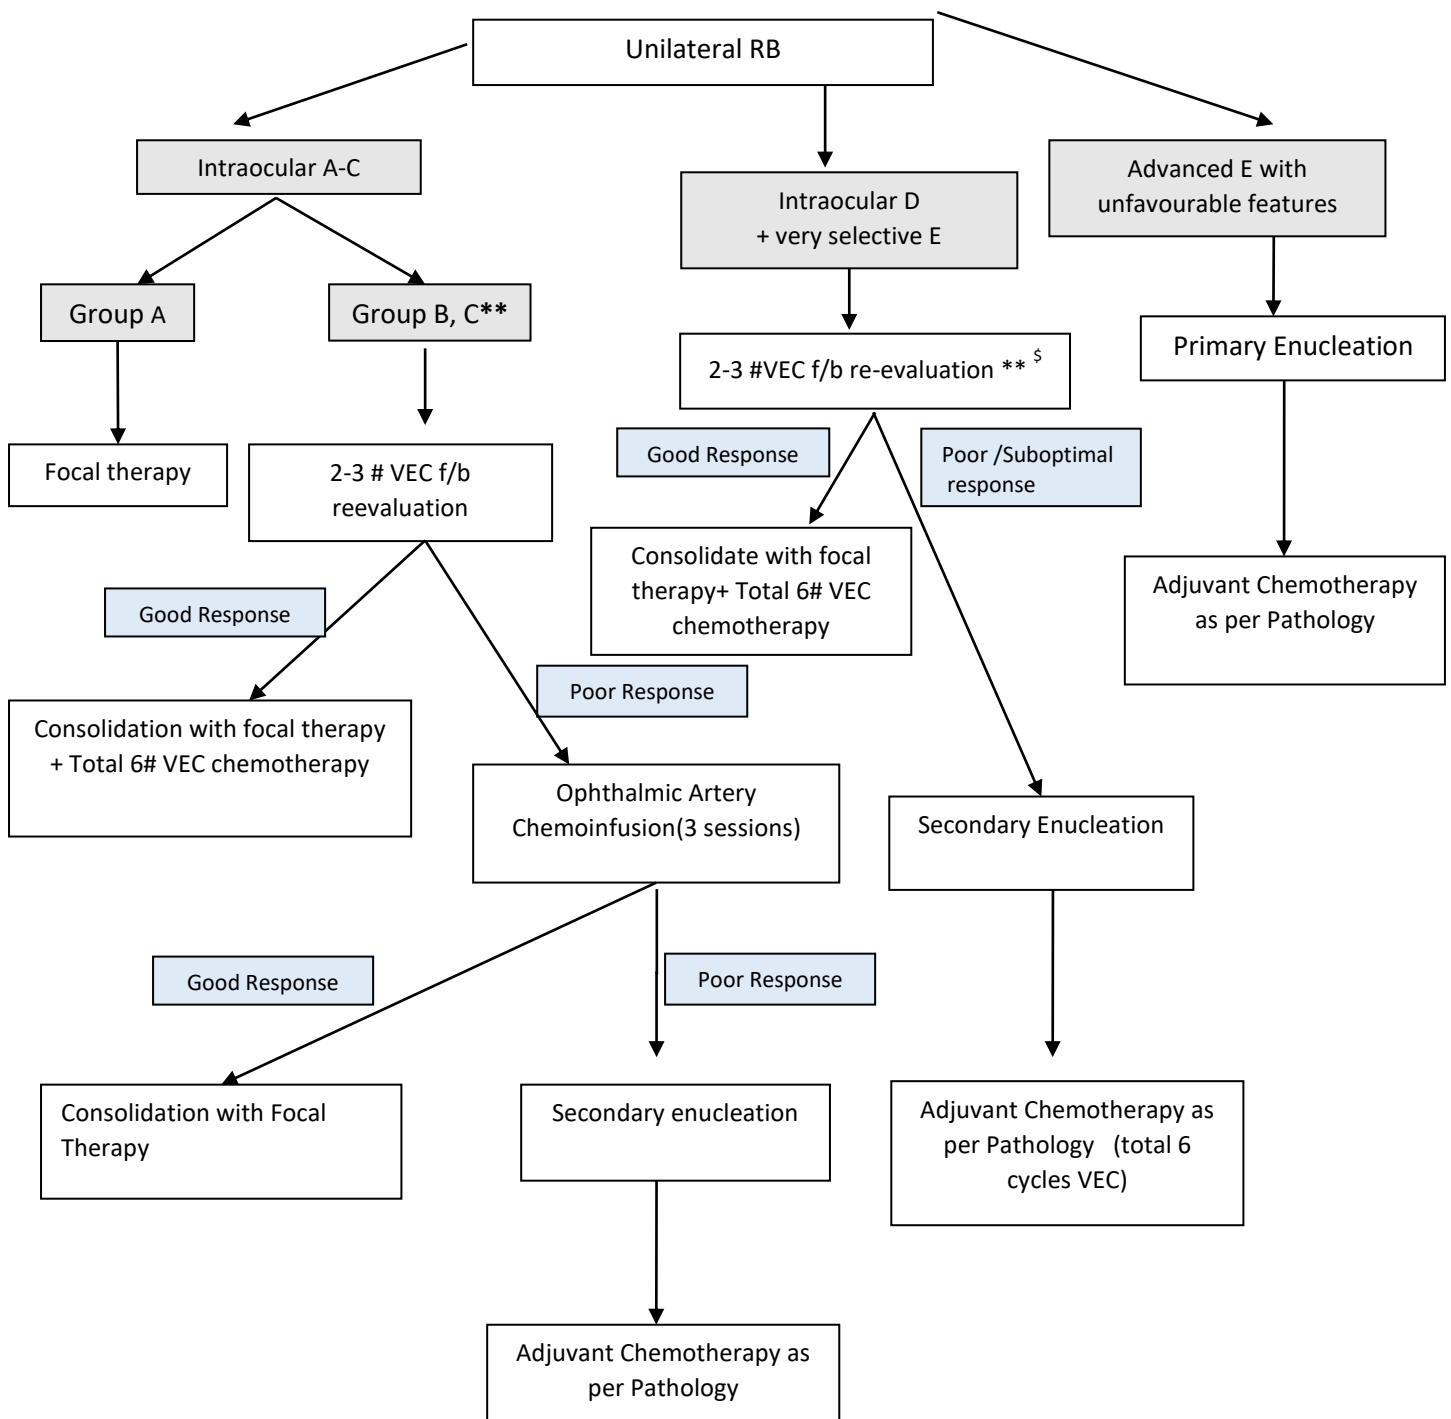 Unilateral RB
Intraocular A-C
Intraocular D
+ very selective E
Advanced E with
unfavourable features
Group A
Group B, C**
2-3 #VEC f/b re-evaluation ** $
Primary Enucleation
Focal therapy
2-3 # VEC f/b
reevaluation
Good Response
Poor /Suboptimal
response
Consolidate with focal
therapy+ Total 6# VEC
chemotherapy
Adjuvant Chemotherapy
as per Pathology
Good Response
Poor Response
Consolidation with focal therapy
+ Total 6# VEC chemotherapy
Ophthalmic Artery
Chemoinfusion(3 sessions)
Secondary Enucleation
Good Response
Poor Response
Consolidation with Focal
Therapy
Secondary enucleation
Adjuvant Chemotherapy as
per Pathology (total 6
cycles VEC)
Adjuvant Chemotherapy as
per Pathology